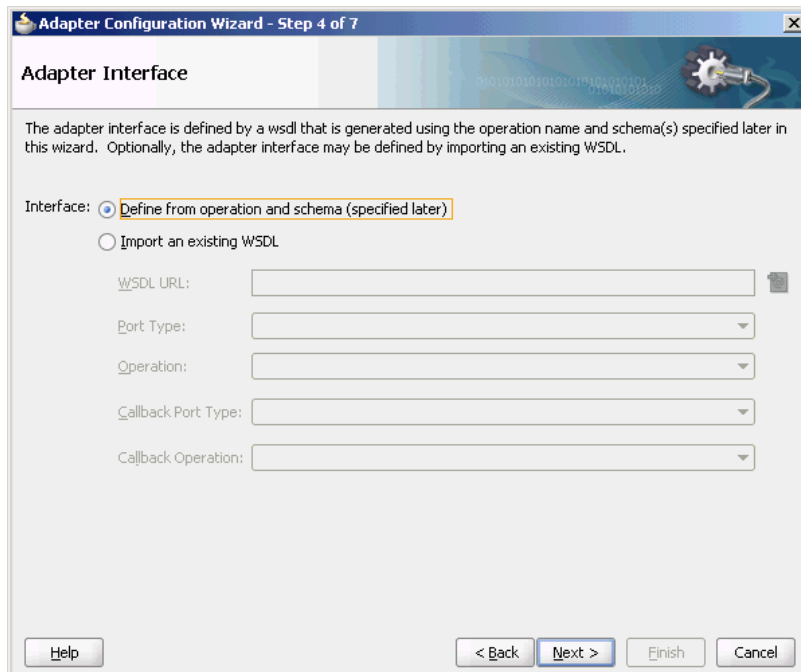 Adapter Configuration Wizard - Step 4 of 7
Adapter Interface
The adapter interface is defined by a wsdl that is generated using the operation name and schema(s) specified later in
this wizard. Optionally, the adapter interface may be defined by importing an existing WSDL.
Interface: Define from operation and schema (specified later)
Import an existing WSDL
WSDL URL:
Port Type:
Operation:
Callback Port Type:
Callback Operation:
Help < Back Next > Finish Cancel